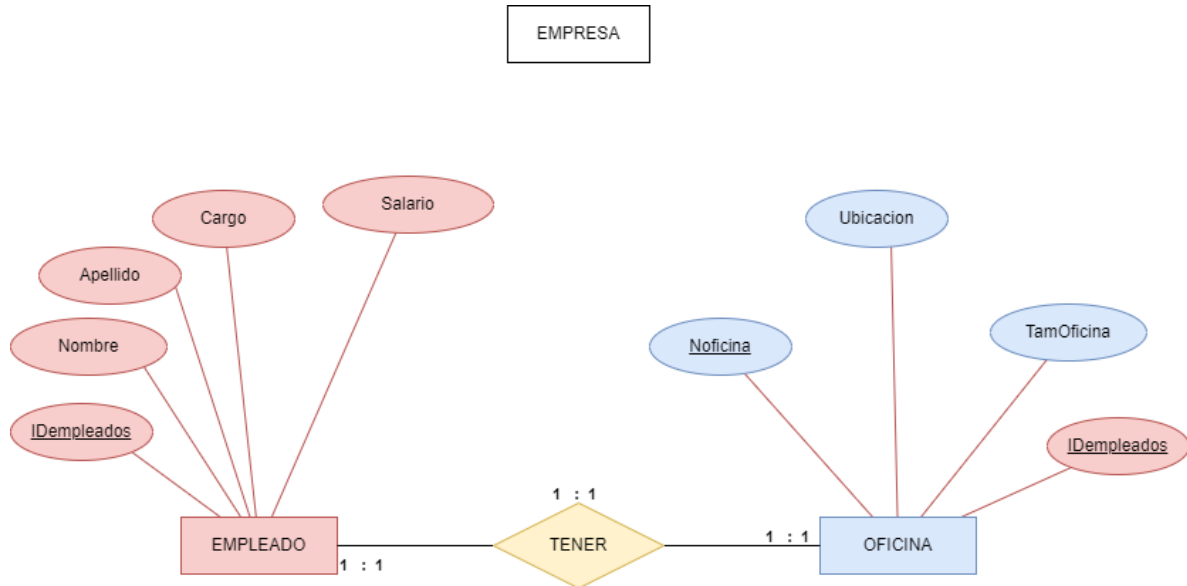 EMPRESA
Cargo
Salario
Ubicacion
Apellido
Nombre
Noficina
TamOficina
IDempleados
IDempleados
1 : 1
EMPLEADO
TENER
OFICINA
1 : 1
1 : 1